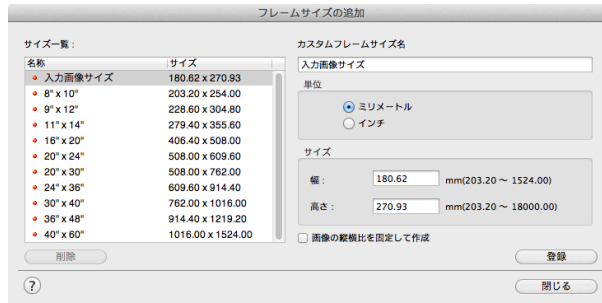 フレームサイズの追加
サイズ一覧：
名称 サイズ
入力画像サイズ 180.62 x 270.93
8" x 10" 203.20 x 254.00
9" x 12" 228.60 x 304.80
11" x 14" 279.40 x 355.60
16" x 20" 406.40 x 508.00
20" x 24" 508.00 x 609.60
20" x 30" 508.00 x 762.00
24" x 36" 609.60 x 914.40
30" x 40" 762.00 x 1016.00
36" x 48" 914.40 x 1219.20
40" x 60" 1016.00 x 1524.00
削除
?
カスタムフレームサイズ名
入力画像サイズ
単位
ミリメートル
インチ
サイズ
幅： 180.62 mm(203.20 ～ 1524.00)
高さ： 270.93 mm(203.20 ～ 18000.00)
画像の縦横比を固定して作成
登録
閉じる